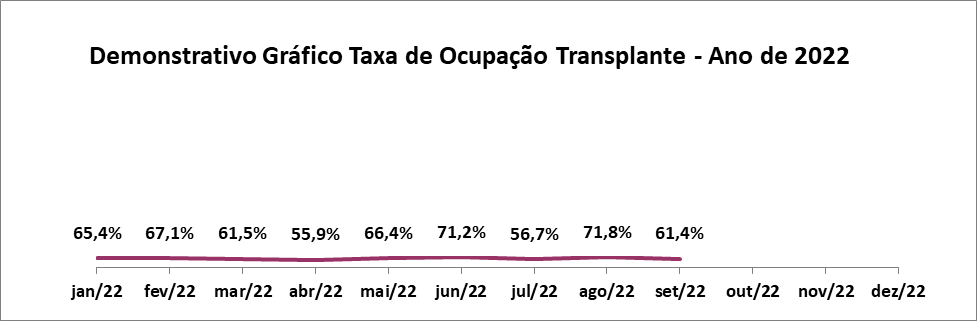 Demonstrativo Gráfico Taxa de Ocupação Transplante - Ano de 2022
65,4% 67,1% 61,5% 55,9% 66,4% 71,2% 56,7% 71,8% 61,4%
jan/22 fev/22 mar/22 abr/22 mai/22 jun/22 jul/22 ago/22 set/22 out/22 nov/22 dez/22